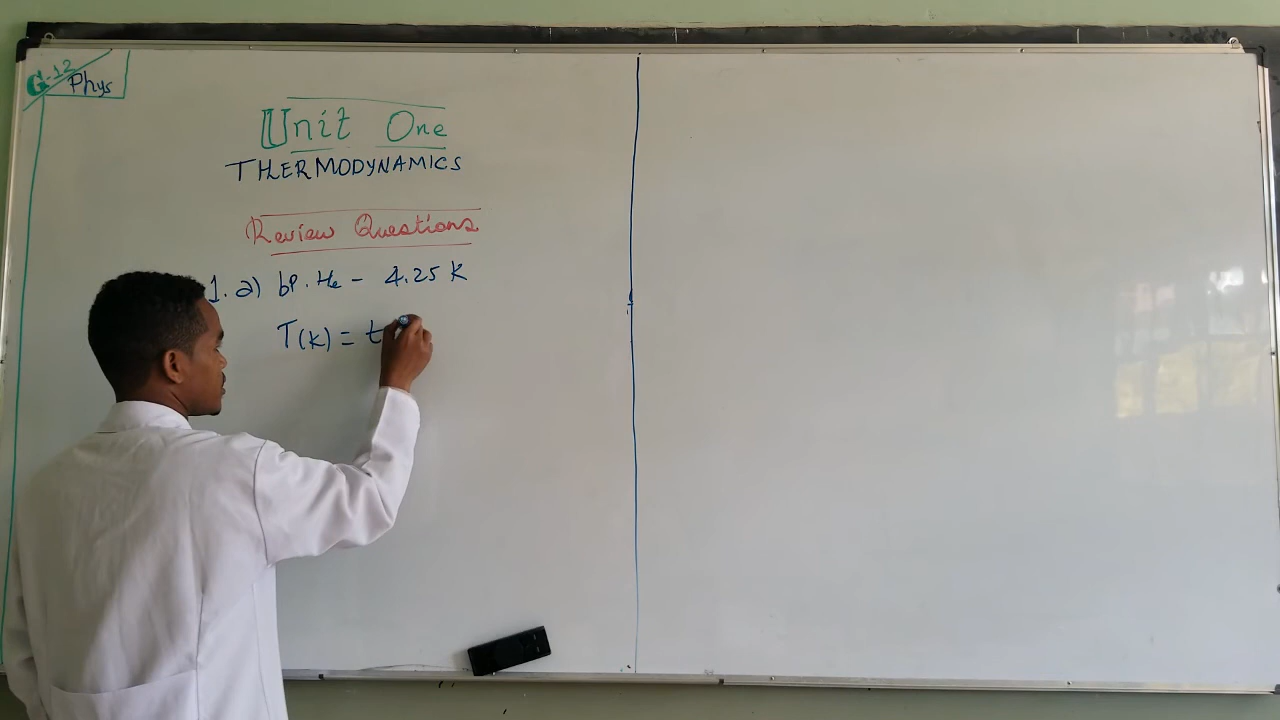 G-12
Phys
Unit One
THERMODYNAMICS
Review Questions
1. a) bp. He - 4.25 K
T(K) = t